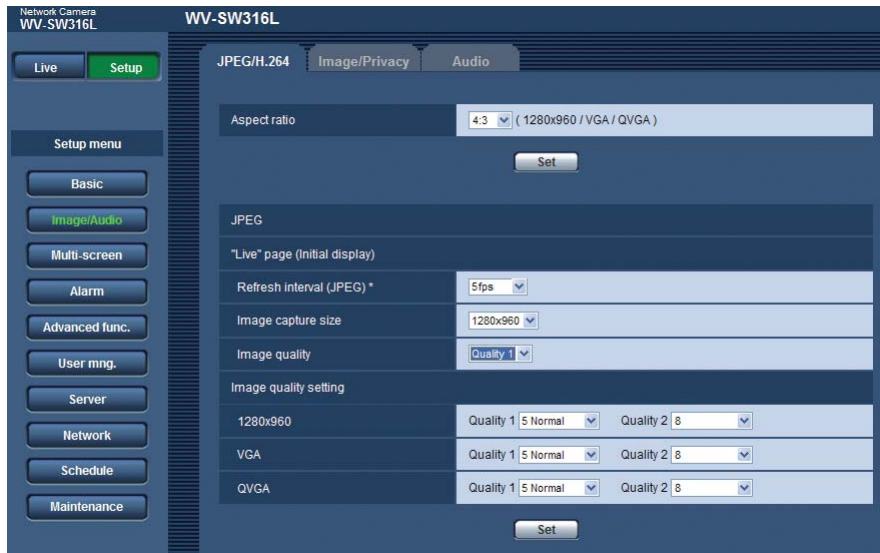 Network Camera
WV-SW316L
WV-SW316L
Live Setup
JPEG/H.264 Image/Privacy Audio
Setup menu
Basic
Image/Audio
Multi-screen
Alarm
Advanced func.
User mng.
Server
Network
Schedule
Maintenance
Aspect ratio 4:3 ( 1280x960 / VGA / QVGA )
Set
JPEG
"Live" page (Initial display)
Refresh interval (JPEG) * 5fps
Image capture size 1280x960
Image quality Quality 1
Image quality setting
1280x960 Quality 1 5 Normal Quality 2 8
VGA Quality 1 5 Normal Quality 2 8
QVGA Quality 1 5 Normal Quality 2 8
Set